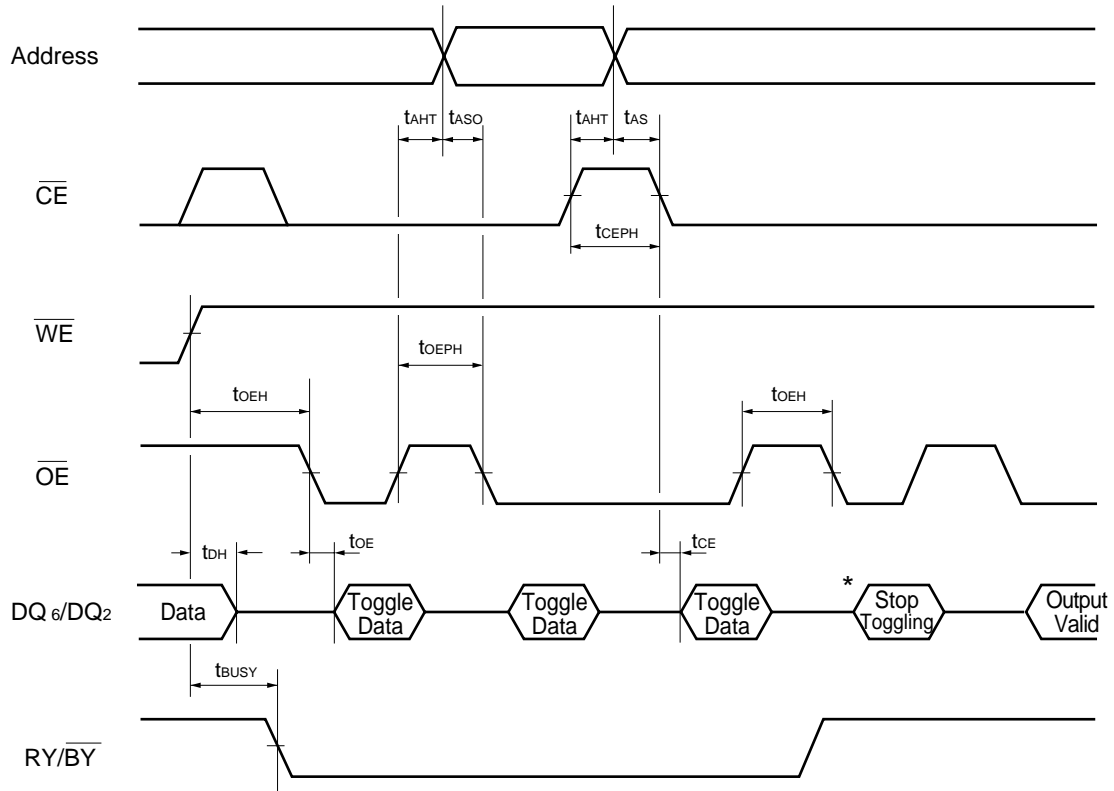 Address
tAHT tASO tAHT tAS
CE
tCEPH
WE
tOEPH
tOEH tOEH
OE
tDH tOE tCE
*
DQ6/DQ2 Data Toggle Data Toggle Data Toggle Data Stop Toggling Output Valid
tBUSY
RY/BY